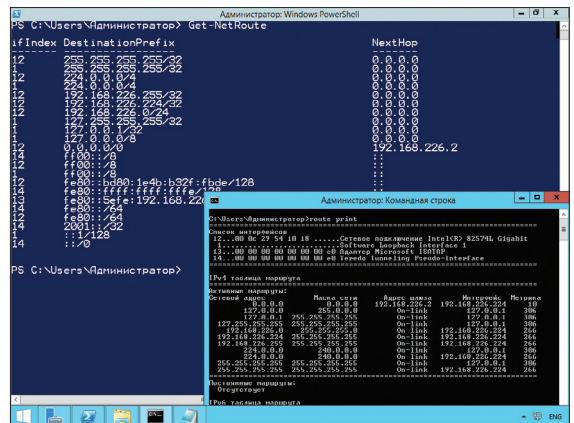 Администратор: Windows PowerShell
PS C:\Users\Администратор> Get-NetRoute
ifIndex DestinationPrefix NextHop
12 255.255.255.255/32 0.0.0.0
1 255.255.255.255/32 0.0.0.0
12 224.0.0.0/4 0.0.0.0
1 224.0.0.0/4 0.0.0.0
12 192.168.226.255/32 0.0.0.0
12 192.168.226.224/32 0.0.0.0
12 192.168.226.0/24 0.0.0.0
1 127.255.255.255/32 0.0.0.0
1 127.0.0.1/32 0.0.0.0
1 127.0.0.0/8 0.0.0.0
12 0.0.0.0/0 192.168.226.2
14 ff00::/8 ::
12 ff00::/8 ::
1 ff00::/8 ::
12 fe80::bd80:1e4b:b32f:fbde/128 ::
14 fe80::ffff:ffff:fffe/128
13 fe80::5efe:192.168.22
14 fe80::/64
12 fe80::/64
14 2001::/32
1 ::1/128
14 ::/0
PS C:\Users\Администратор>
Администратор: Командная строка
C:\Users\Администратор>route print
Список интерфейсов
12...00 0c 29 54 i0 i8 ......Сетевое подключение Intel(R) 82574L Gigabit
1...........................Software Loopback Interface 1
13...00 00 00 00 00 00 00 e0 Адаптер Microsoft ISATAP
14...00 00 00 00 00 00 00 e0 Teredo Tunneling Pseudo-Interface
IPv4 таблица маршрута
Активные маршруты:
Сетевой адрес Маска сети Адрес шлюза Интерфейс Метрика
0.0.0.0 0.0.0.0 192.168.226.2 192.168.226.224 10
127.0.0.0 255.0.0.0 On-link 127.0.0.1 306
127.0.0.1 255.255.255.255 On-link 127.0.0.1 306
127.255.255.255 255.255.255.255 On-link 127.0.0.1 306
192.168.226.0 255.255.255.0 On-link 192.168.226.224 266
192.168.226.224 255.255.255.255 On-link 192.168.226.224 266
192.168.226.255 255.255.255.255 On-link 192.168.226.224 266
224.0.0.0 240.0.0.0 On-link 127.0.0.1 306
224.0.0.0 240.0.0.0 On-link 192.168.226.224 266
255.255.255.255 255.255.255.255 On-link 127.0.0.1 306
255.255.255.255 255.255.255.255 On-link 192.168.226.224 266
Постоянные маршруты:
Отсутствует
IPv6 таблица маршрута
ENG